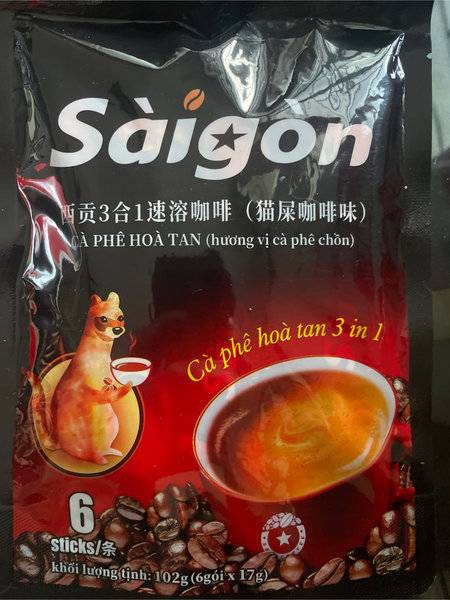 Sàigòn
西贡3合1速溶咖啡（猫屎咖啡味）
CÀ PHÊ HOÀ TAN (hương vị cà phê chồn)
Cà phê hoà tan 3 in 1
6
sticks/条
khối lượng tịnh: 102g (6gói x 17g)